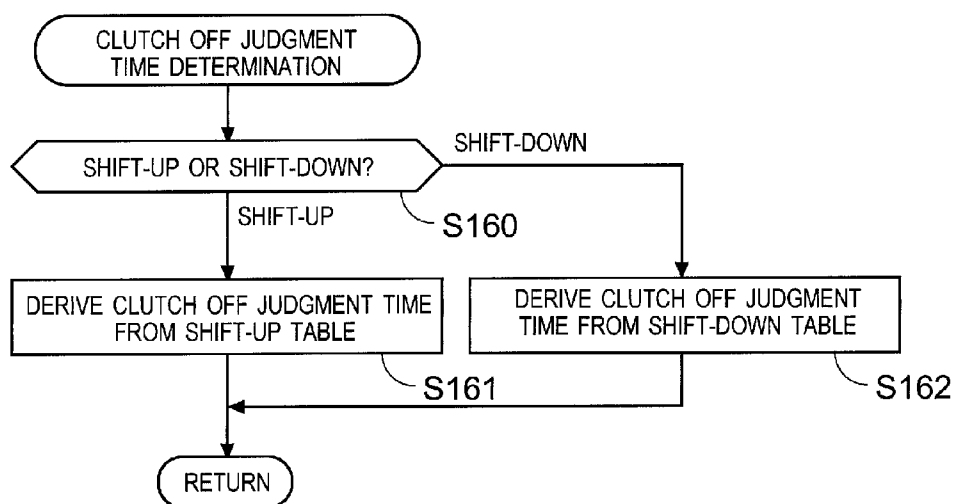 CLUTCH OFF JUDGMENT
TIME DETERMINATION
SHIFT-UP OR SHIFT-DOWN?
SHIFT-DOWN
SHIFT-UP
S160
DERIVE CLUTCH OFF JUDGMENT TIME
FROM SHIFT-UP TABLE
S161
DERIVE CLUTCH OFF JUDGMENT
TIME FROM SHIFT-DOWN TABLE
S162
RETURN